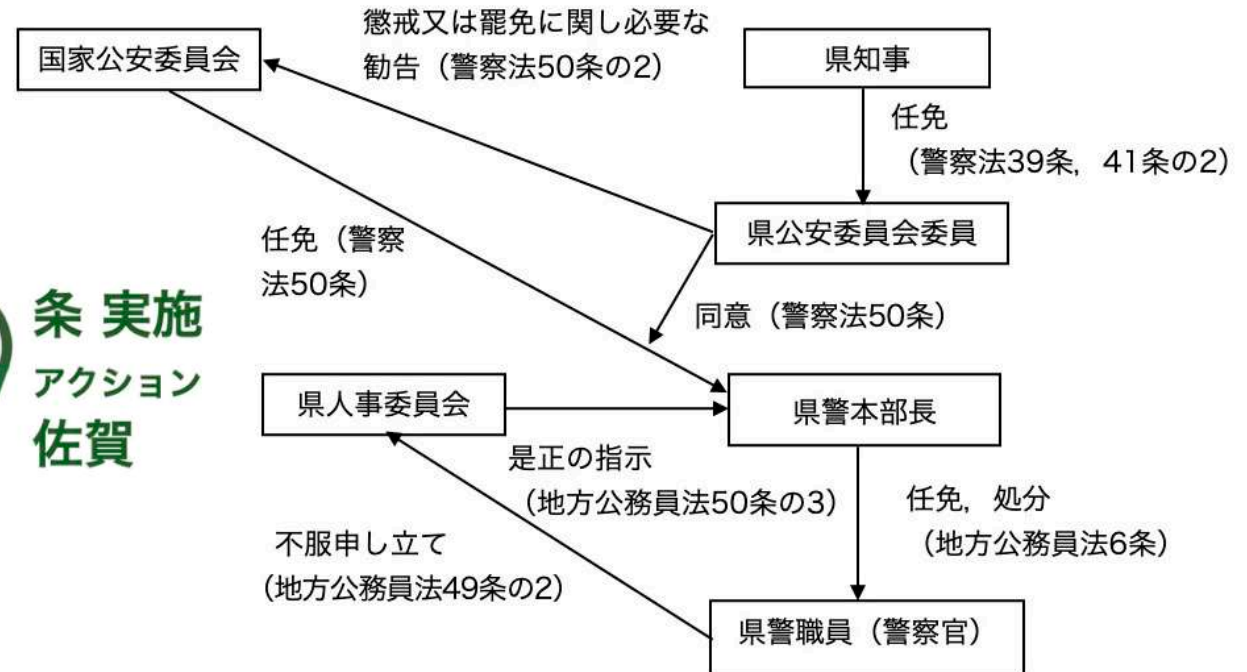 国家公安委員会
懲戒又は罷免に関し必要な
勧告（警察法50条の2）
県知事
任免
（警察法39条，41条の2）
県公安委員会委員
任免（警察
法50条）
同意（警察法50条）
条 実施
アクション
佐賀
県人事委員会
県警本部長
是正の指示
（地方公務員法50条の3）
任免，処分
（地方公務員法6条）
不服申し立て
（地方公務員法49条の2）
県警職員（警察官）